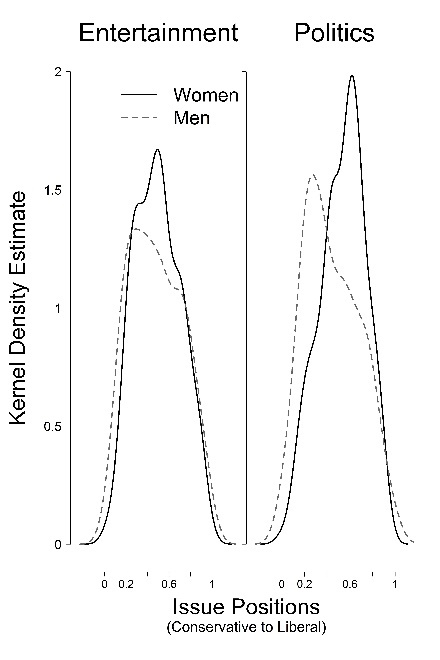 Entertainment Politics
Women
Men
Kernel Density Estimate
2
1.5
1
0.5
0
0 0.2 0.6 1 0 0.2 0.6 1
Issue Positions
(Conservative to Liberal)